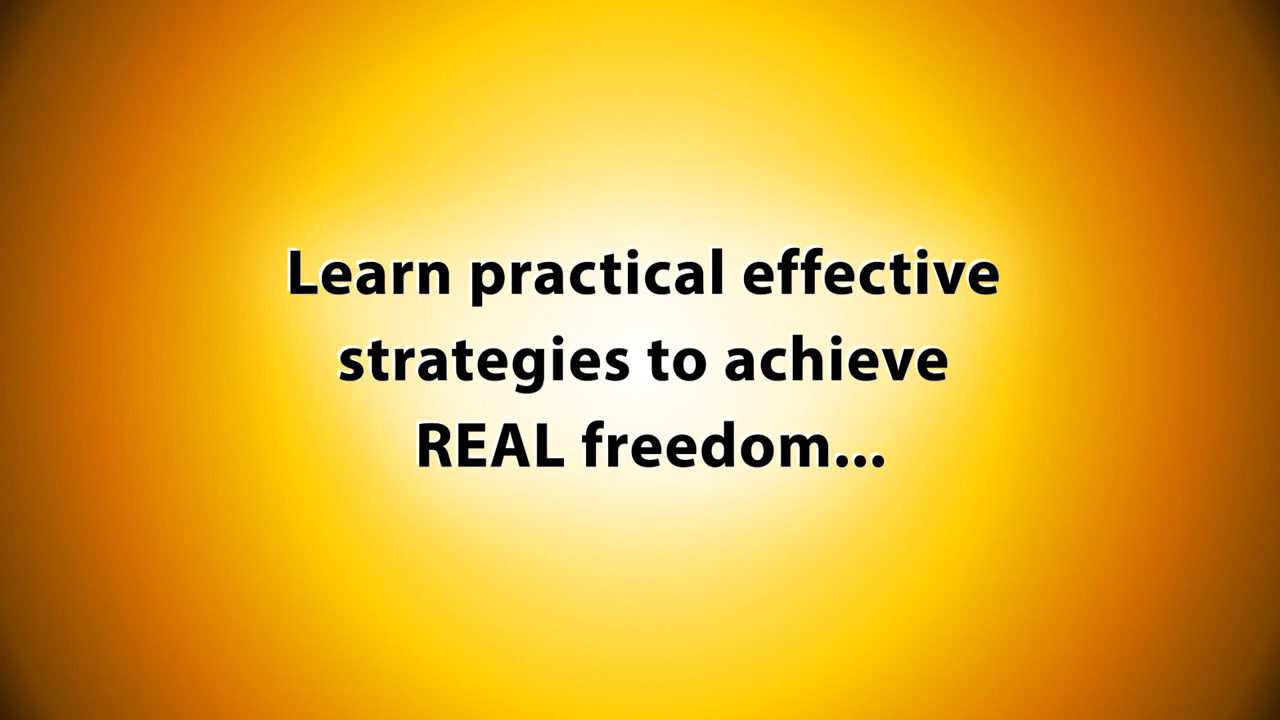 Learn practical effective
strategies to achieve
REAL freedom...